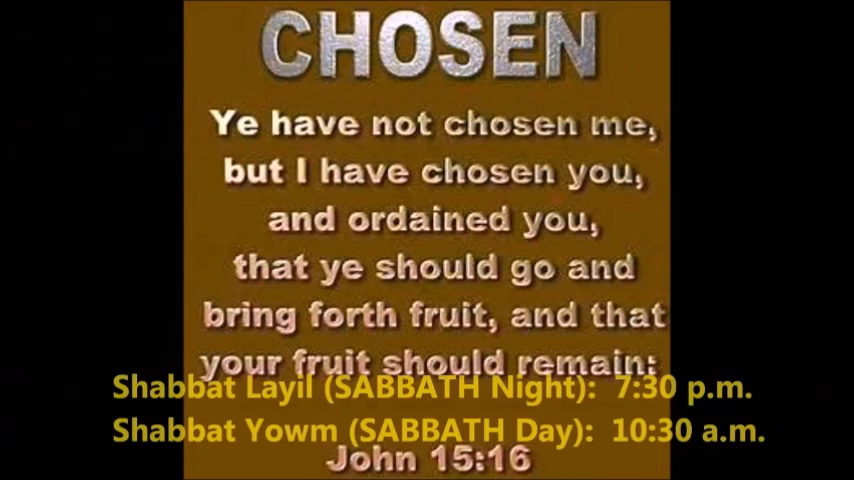 CHOSEN
Ye have not chosen me,
but I have chosen you,
and ordained you,
that ye should go and
bring forth fruit, and that
your fruit should remain:
Shabbat Layil (SABBATH Night):  7:30 p.m.
Shabbat Yowm (SABBATH Day):  10:30 a.m.
John 15:16